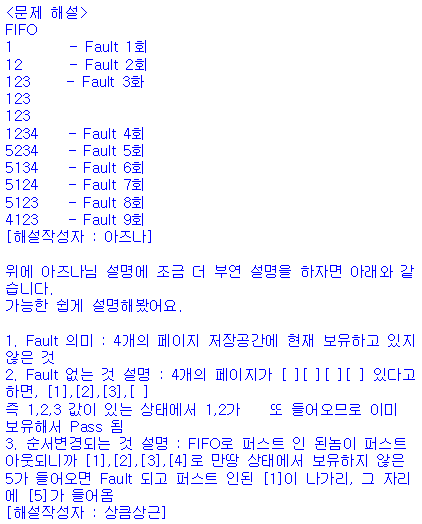 <문제 해설>
FIFO
1 - Fault 1회
12 - Fault 2회
123 - Fault 3화
123
123
1234 - Fault 4회
5234 - Fault 5회
5134 - Fault 6회
5124 - Fault 7회
5123 - Fault 8회
4123 - Fault 9회
[해설작성자 : 아즈나]
위에 아즈나님 설명에 조금 더 부연 설명을 하자면 아래와 같
습니다.
가능한 쉽게 설명해봤어요.
1. Fault 의미 : 4개의 페이지 저장공간에 현재 보유하고 있지
않은 것
2. Fault 없는 것 설명 : 4개의 페이지가 [ ][ ][ ][ ] 있다고
하면, [1],[2],[3],[ ]
즉 1,2,3 값이 있는 상태에서 1,2가 또 들어오므로 이미
보유해서 Pass 됨
3. 순서변경되는 것 설명 : FIFO로 퍼스트 인 된놈이 퍼스트
아웃되니까 [1],[2],[3],[4]로 만땅 상태에서 보유하지 않은
5가 들어오면 Fault 되고 퍼스트 인된 [1]이 나가리, 그 자리
에 [5]가 들어옴
[해설작성자 : 상큼상근]